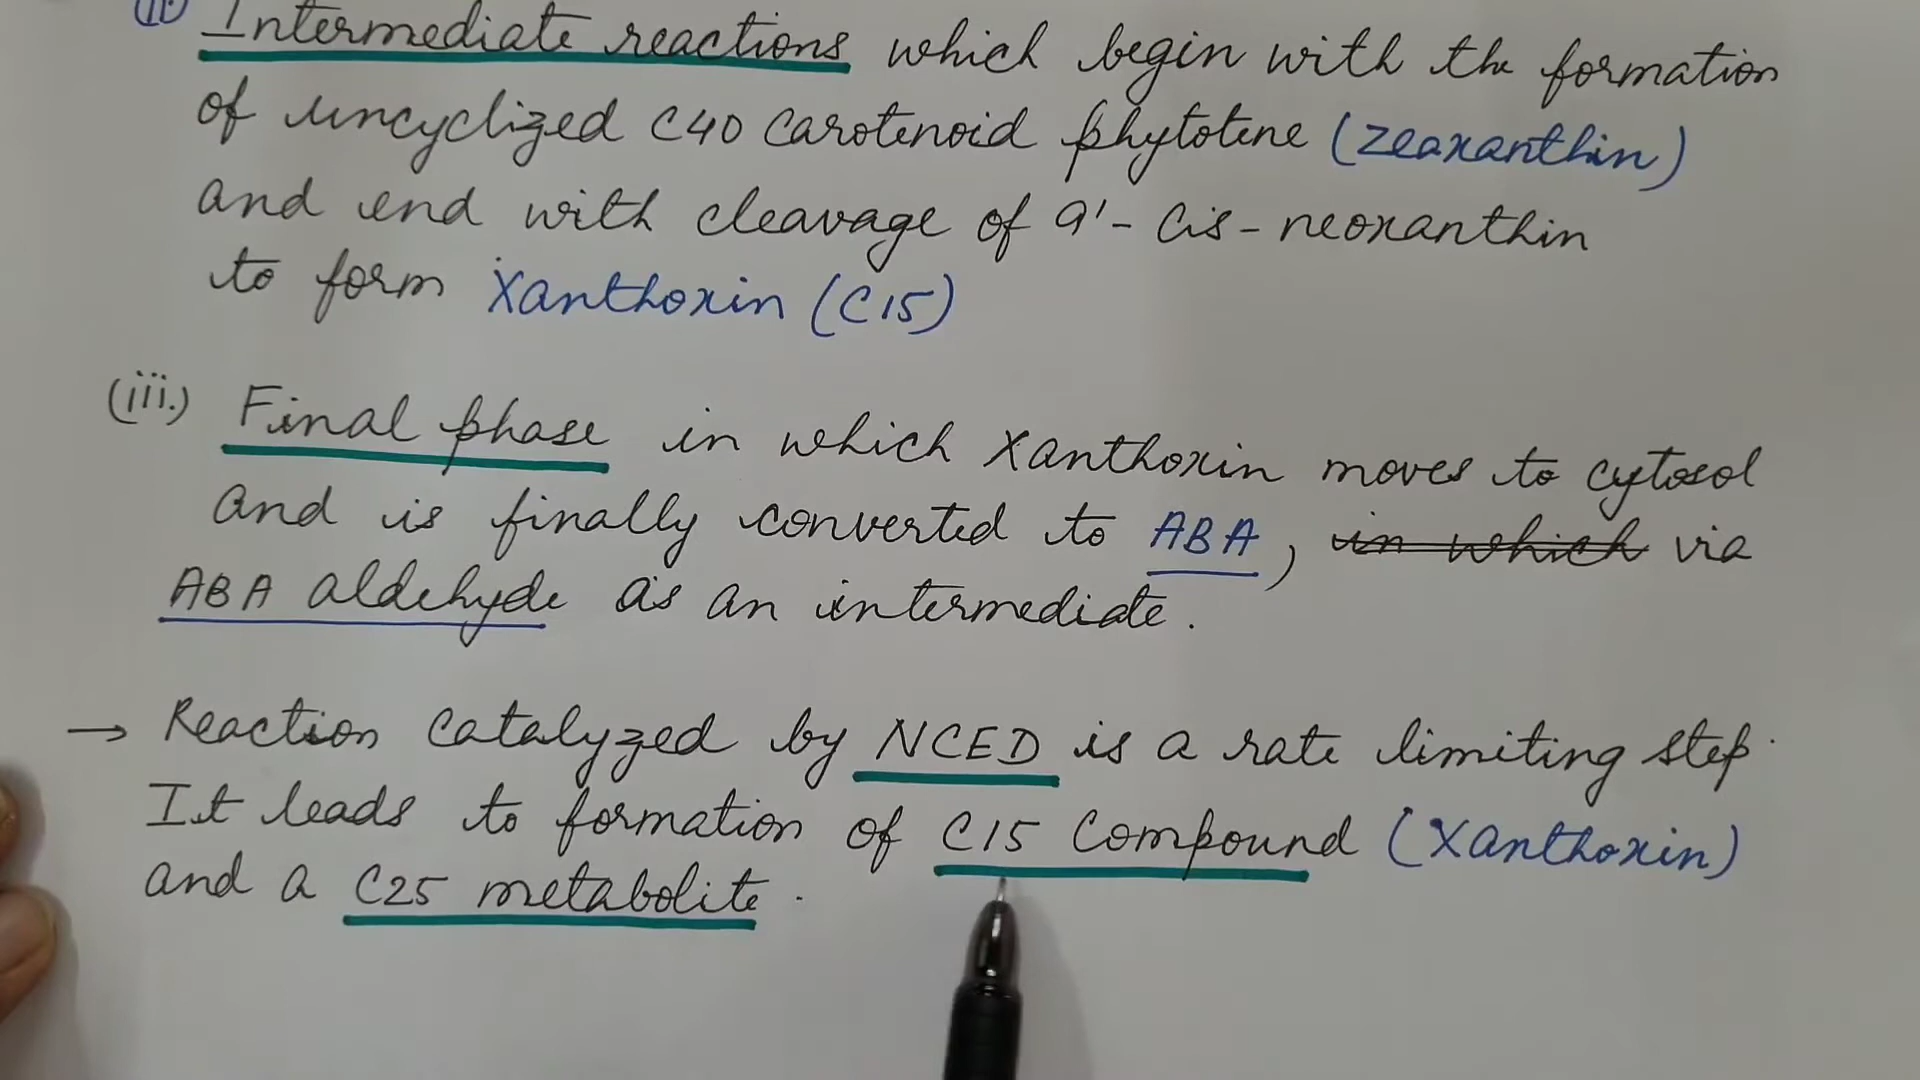 (ii) Intermediate reactions which begin with the formation
of uncyclized C40 carotenoid phytotene (zeaxanthin)
and end with cleavage of 9'-cis-neoxanthin
to form Xanthoxin (C15)
(iii.) Final phase in which Xanthoxin moves to cytosol
and is finally converted to ABA, in which via
ABA aldehyde as an intermediate.
→ Reaction catalyzed by NCED is a rate limiting step.
It leads to formation of C15 Compound (Xanthoxin)
and a C25 metabolite.